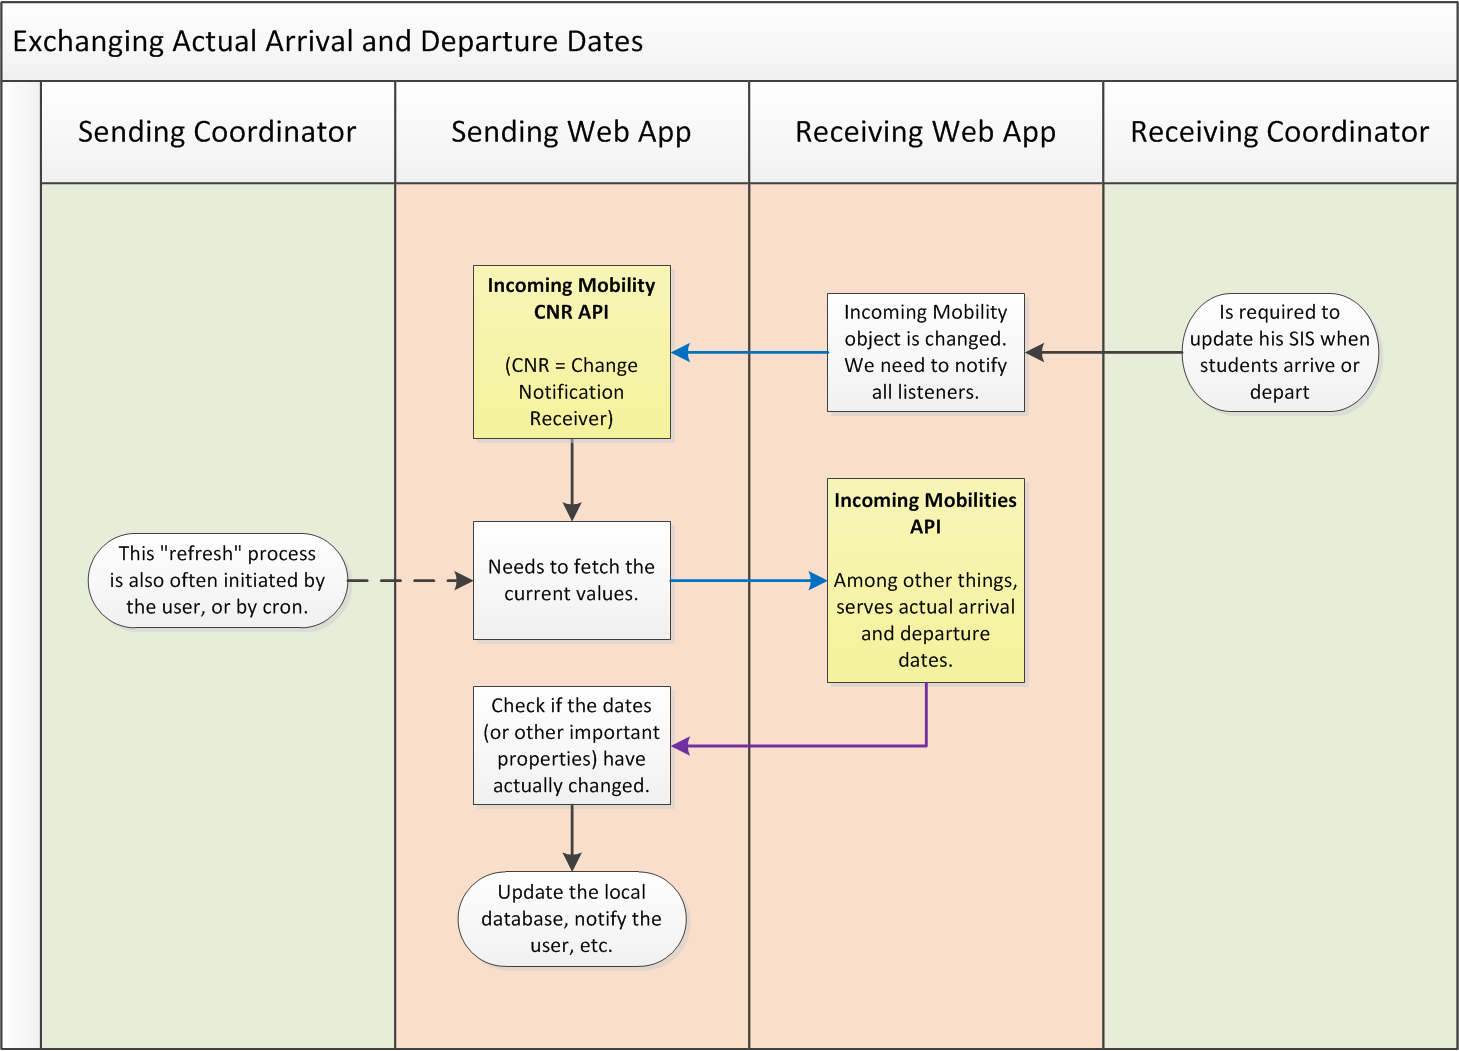 Exchanging Actual Arrival and Departure Dates
Sending Coordinator
Sending Web App
Receiving Web App
Receiving Coordinator
Incoming Mobility
CNR API
(CNR = Change
Notification
Receiver)
Incoming Mobility
object is changed.
We need to notify
all listeners.
Is required to
update his SIS when
students arrive or
depart
This "refresh" process
is also often initiated by
the user, or by cron.
Needs to fetch the
current values.
Incoming Mobilities
API
Among other things,
serves actual arrival
and departure
dates.
Check if the dates
(or other important
properties) have
actually changed.
Update the local
database, notify the
user, etc.